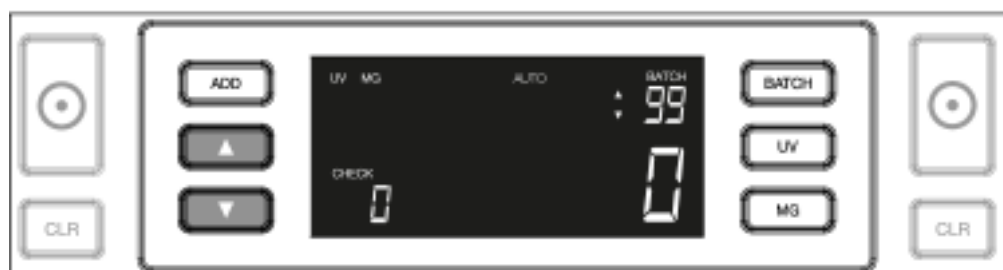 ADD
UV MG AUTO BATCH
99
BATCH
UV
CHECK
0
0
MG
CLR
CLR